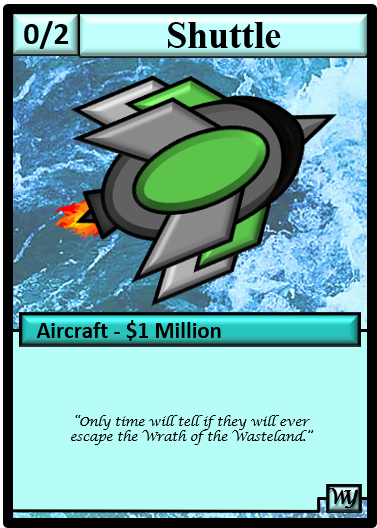 0/2 Shuttle
Aircraft - $1 Million
"Only time will tell if they will ever
escape the Wrath of the Wasteland."
WY